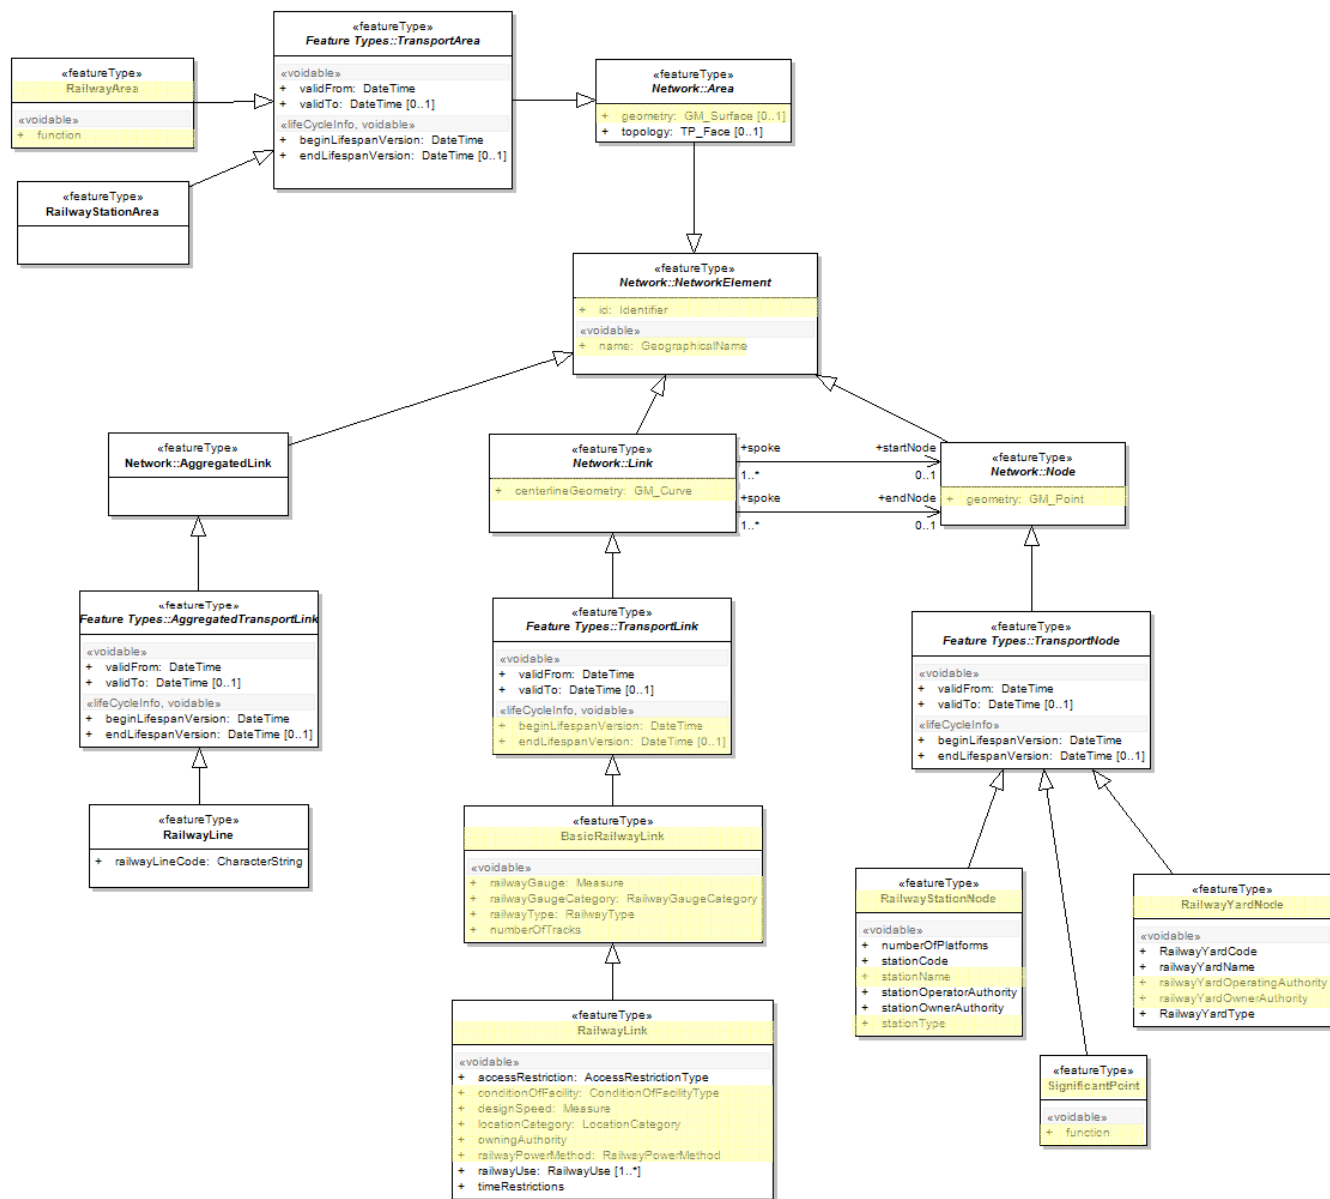 «featureType»
Feature Types::TransportArea
«voidable»
+ validFrom: DateTime
+ validTo: DateTime [0..1]
«lifeCycleInfo, voidable»
+ beginLifespanVersion: DateTime
+ endLifespanVersion: DateTime [0..1]
«featureType»
RailwayArea
«voidable»
+ function
«featureType»
Network::Area
+ geometry: GM_Surface [0..1]
+ topology: TP_Face [0..1]
«featureType»
RailwayStationArea
«featureType»
Network::NetworkElement
+ id: Identifier
«voidable»
+ name: GeographicalName
«featureType»
Network::AggregatedLink
«featureType»
Network::Link
+ centerlineGeometry: GM_Curve
+spoke
+startNode
1..*
0..1
+spoke
+endNode
1..*
0..1
«featureType»
Network::Node
+ geometry: GM_Point
«featureType»
Feature Types::AggregatedTransportLink
«voidable»
+ validFrom: DateTime
+ validTo: DateTime [0..1]
«lifeCycleInfo, voidable»
+ beginLifespanVersion: DateTime
+ endLifespanVersion: DateTime [0..1]
«featureType»
Feature Types::TransportLink
«voidable»
+ validFrom: DateTime
+ validTo: DateTime [0..1]
«lifeCycleInfo, voidable»
+ beginLifespanVersion: DateTime
+ endLifespanVersion: DateTime [0..1]
«featureType»
Feature Types::TransportNode
«voidable»
+ validFrom: DateTime
+ validTo: DateTime [0..1]
«lifeCycleInfo»
+ beginLifespanVersion: DateTime
+ endLifespanVersion: DateTime [0..1]
«featureType»
RailwayLine
+ railwayLineCode: CharacterString
«featureType»
BasicRailwayLink
«voidable»
+ railwayGauge: Measure
+ railwayGaugeCategory: RailwayGaugeCategory
+ railwayType: RailwayType
+ numberOfTracks
«featureType»
RailwayStationNode
«voidable»
+ numberOfPlatforms
+ stationCode
+ stationName
+ stationOperatorAuthority
+ stationOwnerAuthority
+ stationType
«featureType»
RailwayYardNode
«voidable»
+ RailwayYardCode
+ railwayYardName
+ railwayYardOperatingAuthority
+ railwayYardOwnerAuthority
+ RailwayYardType
«featureType»
RailwayLink
«voidable»
+ accessRestriction: AccessRestrictionType
+ conditionOfFacility: ConditionOfFacilityType
+ designSpeed: Measure
+ locationCategory: LocationCategory
+ owningAuthority
+ railwayPowerMethod: RailwayPowerMethod
+ railwayUse: RailwayUse [1..*]
+ timeRestrictions
«featureType»
SignificantPoint
«voidable»
+ function